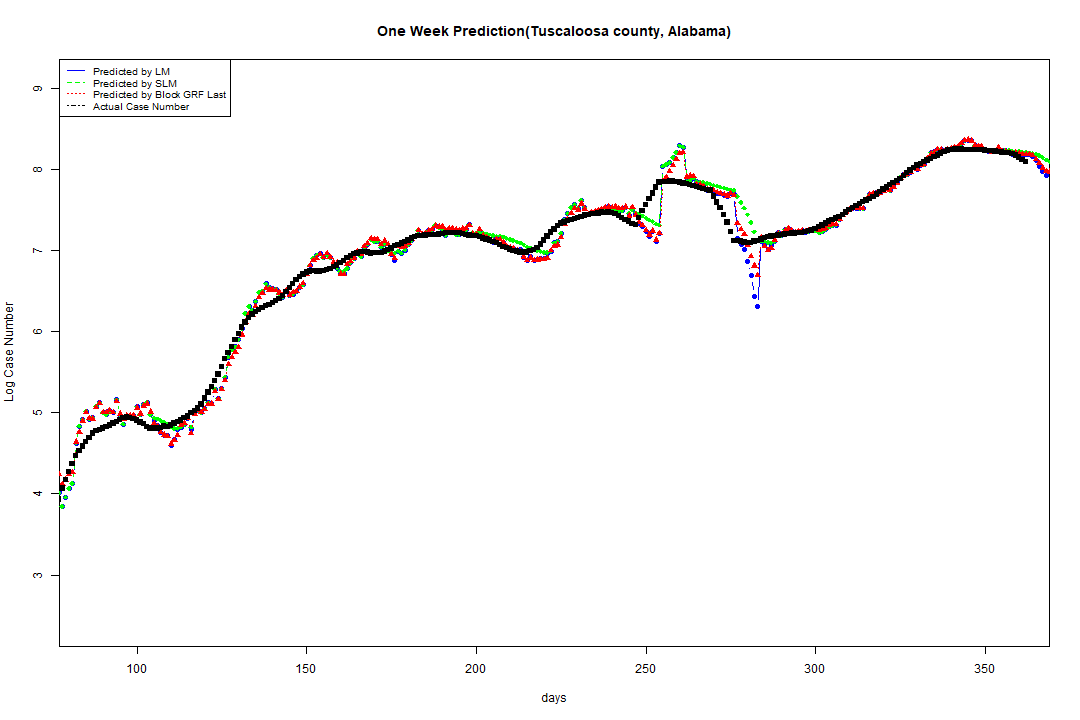 One Week Prediction(Tuscaloosa county, Alabama)
Predicted by LM
Predicted by SLM
Predicted by Block GRF Last
Actual Case Number
9
8
7
6
5
4
3
Log Case Number
100 150 200 250 300 350
days